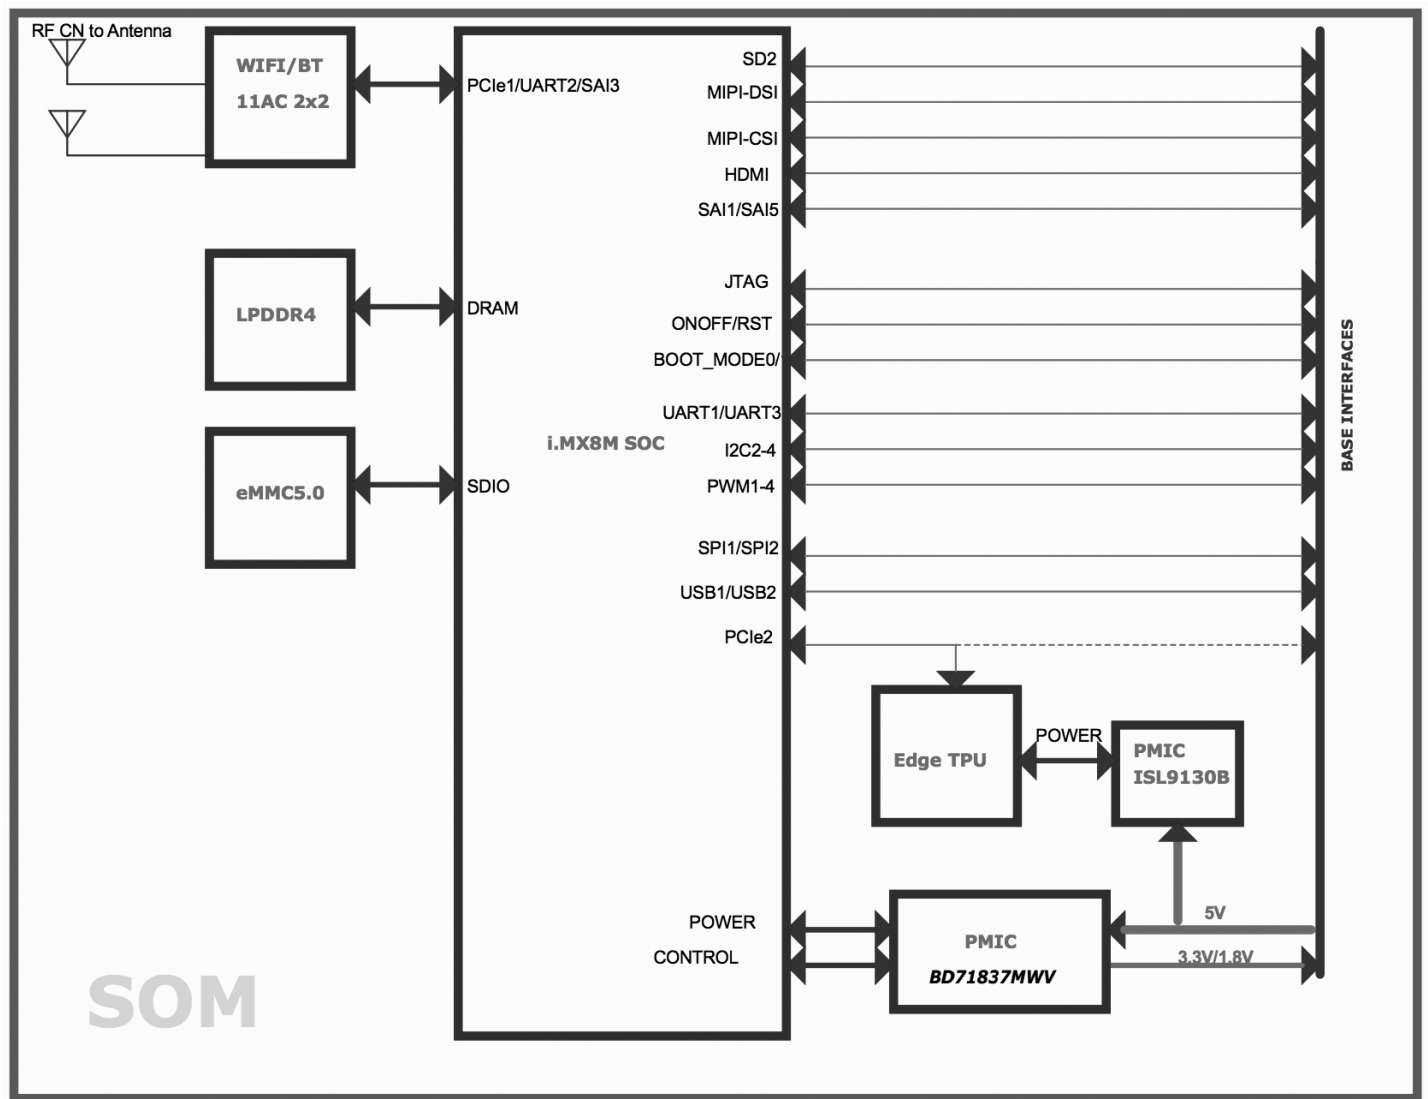 RF CN to Antenna
WIFI/BT
11AC 2x2
PCIe1/UART2/SAI3
LPDDR4
DRAM
eMMC5.0
SDIO
i.MX8M SOC
SD2
MIPI-DSI
MIPI-CSI
HDMI
SAI1/SAI5
JTAG
ONOFF/RST
BOOT_MODE0/
UART1/UART3
I2C2-4
PWM1-4
SPI1/SPI2
USB1/USB2
PCIe2
BASE INTERFACES
Edge TPU
POWER
PMIC
ISL9130B
POWER
CONTROL
PMIC
BD71837MWV
5V
3.3V/1.8V
SOM